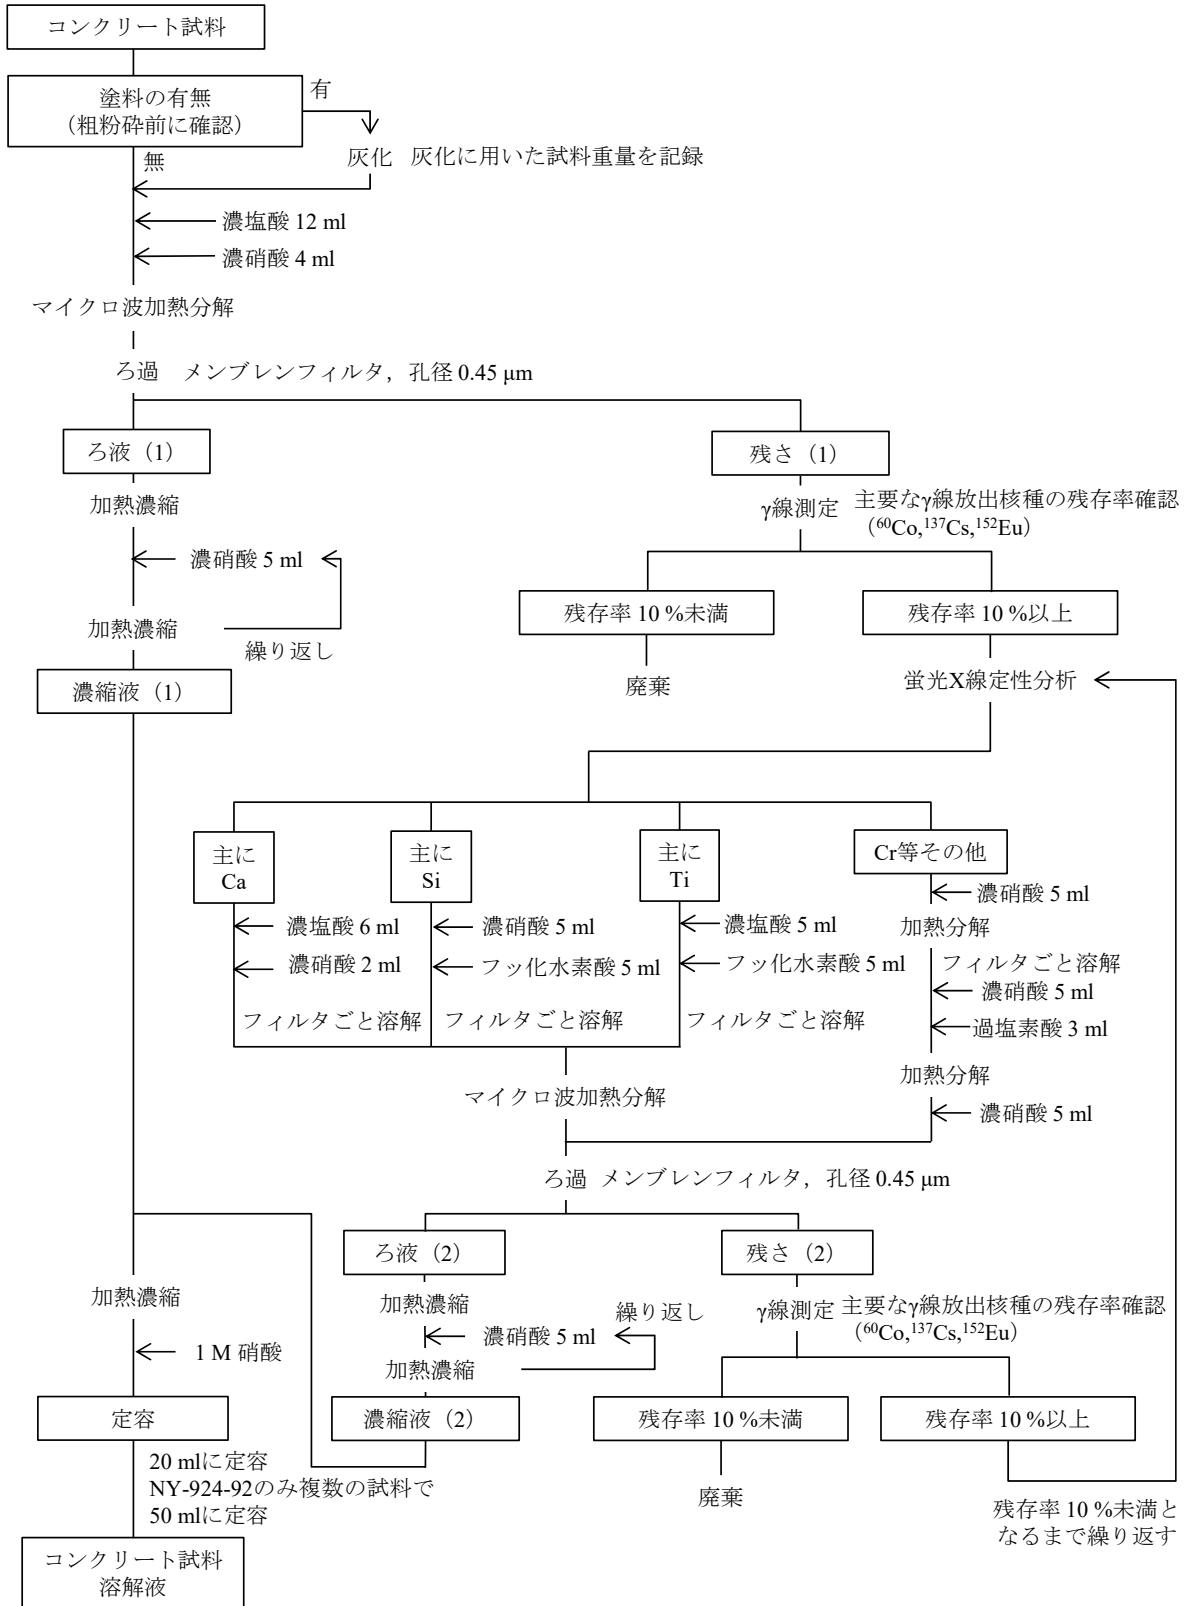 コンクリート試料
塗料の有無
（粗粉砕前に確認）
有
無
灰化 灰化に用いた試料重量を記録
濃塩酸 12 ml
濃硝酸 4 ml
マイクロ波加熱分解
ろ過 メンブレンフィルタ，孔径 0.45 μm
ろ液（1）
残さ（1）
加熱濃縮
濃硝酸 5 ml
加熱濃縮
繰り返し
濃縮液（1）
γ線測定 主要なγ線放出核種の残存率確認
（⁶⁰Co,¹³⁷Cs,¹⁵²Eu）
残存率 10 %未満
残存率 10 %以上
廃棄
蛍光X線定性分析
主に
Ca
主に
Si
主に
Ti
Cr等その他
濃塩酸 6 ml
濃硝酸 2 ml
フィルタごと溶解
濃硝酸 5 ml
フッ化水素酸 5 ml
フィルタごと溶解
濃塩酸 5 ml
フッ化水素酸 5 ml
フィルタごと溶解
濃硝酸 5 ml
加熱分解
フィルタごと溶解
濃硝酸 5 ml
過塩素酸 3 ml
加熱分解
濃硝酸 5 ml
マイクロ波加熱分解
ろ過 メンブレンフィルタ，孔径 0.45 μm
ろ液（2）
残さ（2）
加熱濃縮
濃硝酸 5 ml
繰り返し
加熱濃縮
濃縮液（2）
γ線測定 主要なγ線放出核種の残存率確認
（⁶⁰Co,¹³⁷Cs,¹⁵²Eu）
残存率 10 %未満
残存率 10 %以上
廃棄
残存率 10 %未満と
なるまで繰り返す
加熱濃縮
1 M 硝酸
定容
20 mlに定容
NY-924-92のみ複数の試料で
50 mlに定容
コンクリート試料
溶解液